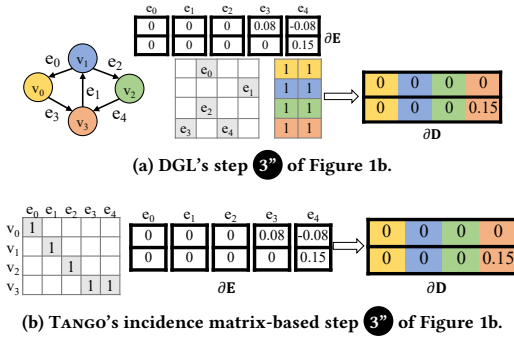 e₀ e₁ e₂ e₃ e₄
0 0 0 0.08 -0.08
0 0 0 0 0.15
∂E
e₀ v₁ e₂
v₀ e₁ v₂
e₃ v₃ e₄
e₀
e₁
e₂
e₃ e₄
1 1
1 1
1 1
1 1
0 0 0 0
0 0 0 0.15
∂D
(a) DGL's step 3” of Figure 1b.
e₀ e₁ e₂ e₃ e₄
v₀ 1
v₁ 1
v₂ 1
v₃ 1 1
e₀ e₁ e₂ e₃ e₄
0 0 0 0.08 -0.08
0 0 0 0 0.15
∂E
0 0 0 0
0 0 0 0.15
∂D
(b) TANGO's incidence matrix-based step 3” of Figure 1b.